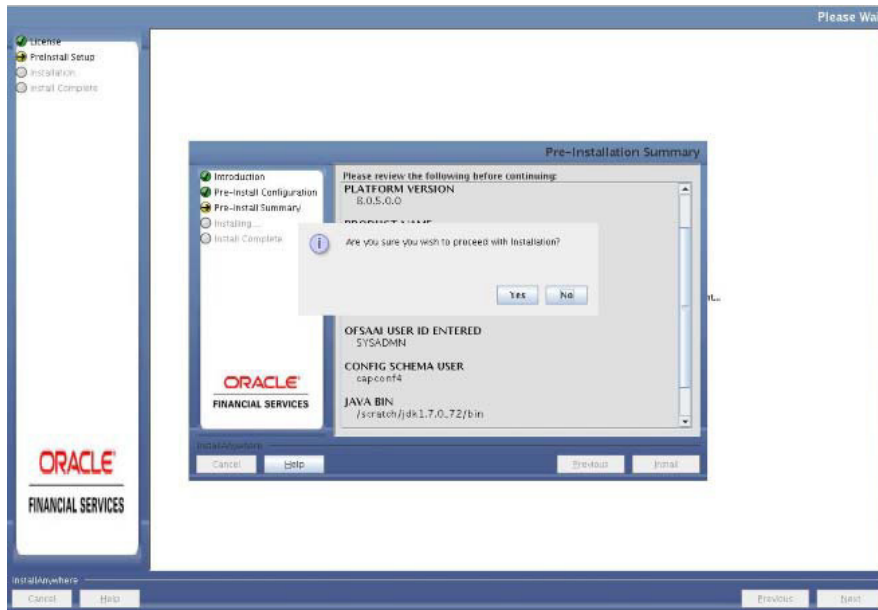 Please Wai
License
PreInstall Setup
Installation
Install Complete
Pre-Installation Summary
Introduction
Pre-Install Configuration
Pre-Install Summary
Installing...
Install Complete
Please review the following before continuing:
PLATFORM VERSION
8.0.5.0.0
PRODUCT NAME
Are you sure you wish to proceed with Installation?
Yes
No
nt...
OFSAAI USER ID ENTERED
SYSADMN
CONFIG SCHEMA USER
capconf4
JAVA BIN
/scratch/jdk1.7.0_72/bin
ORACLE
FINANCIAL SERVICES
InstallAnywhere
Cancel
Help
Previous
Install
ORACLE
FINANCIAL SERVICES
InstallAnywhere
Cancel
Help
Previous
Next